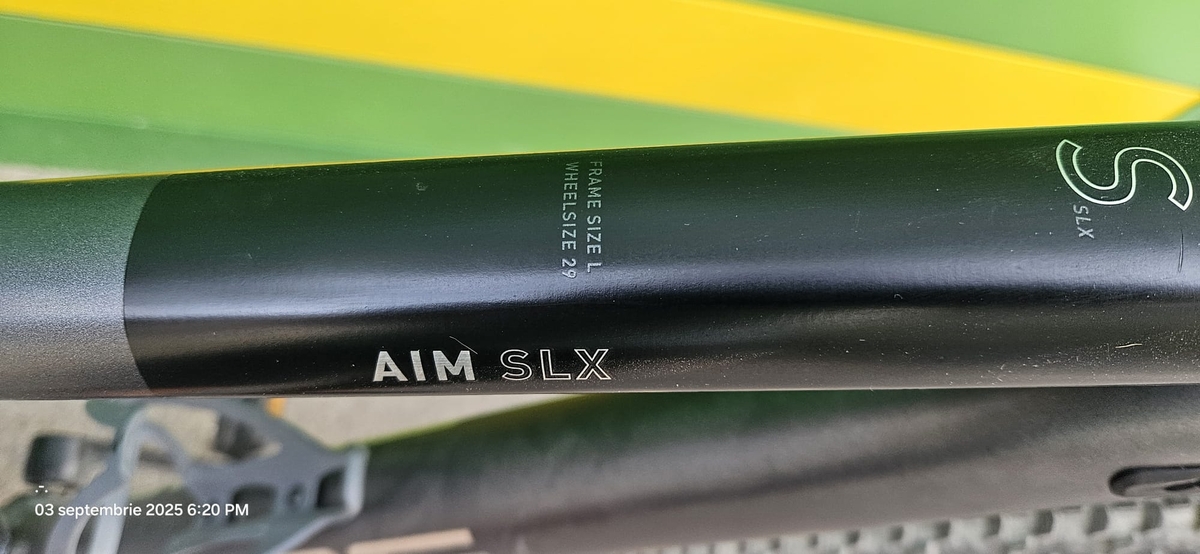 FRAME SIZE L
WHEELSIZE 29
S
SLX
AIM SLX
03 septembrie 2025 6:20 PM